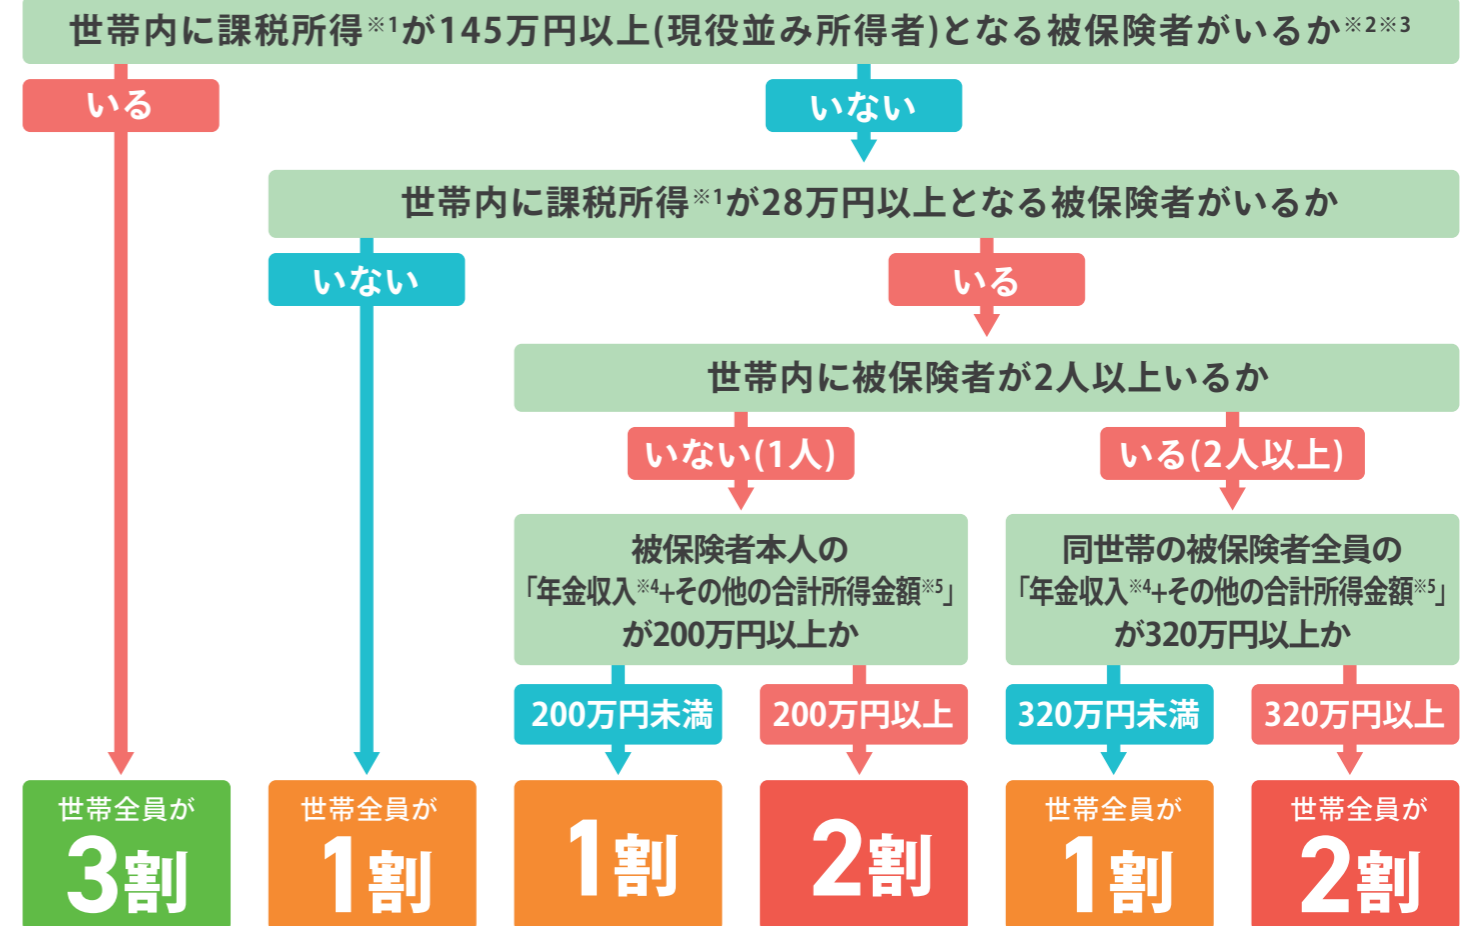 世帯内に課税所得※1が145万円以上(現役並み所得者)となる被保険者がいるか※2※3
いる
いない
世帯内に課税所得※1が28万円以上となる被保険者がいるか
いない
いる
世帯内に被保険者が2人以上いるか
いない(1人)
いる(2人以上)
被保険者本人の
「年金収入※4+その他の合計所得金額※5」
が200万円以上か
同世帯の被保険者全員の
「年金収入※4+その他の合計所得金額※5」
が320万円以上か
200万円未満
200万円以上
320万円未満
320万円以上
世帯全員が
3割
世帯全員が
1割
1割
2割
世帯全員が
1割
世帯全員が
2割